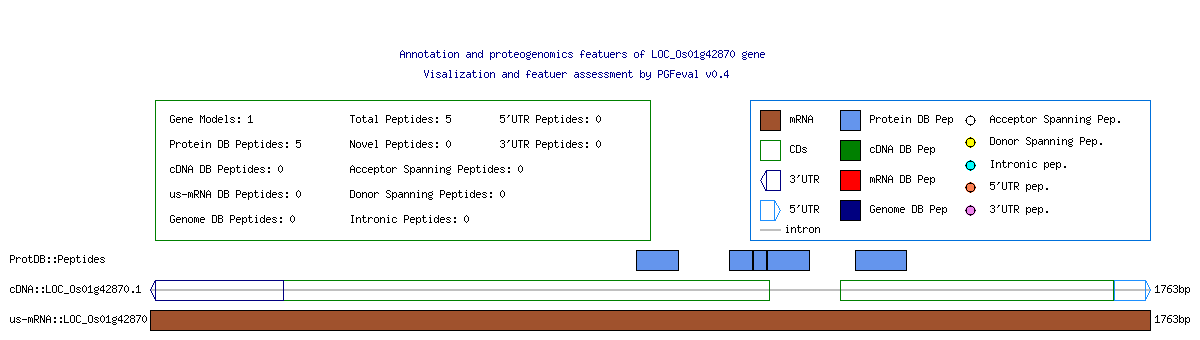 Annotation and proteogenomics featuers of LOC_Os01g42870 gene
Visalization and featuer assessment by PGFeval v0.4
Gene Models: 1 Total Peptides: 5 5'UTR Peptides: 0
Protein DB Peptides: 5 Novel Peptides: 0 3'UTR Peptides: 0
cDNA DB Peptides: 0 Acceptor Spanning Peptides: 0
us-mRNA DB Peptides: 0 Donor Spanning Peptides: 0
Genome DB Peptides: 0 Intronic Peptides: 0
mRNA Protein DB Pep Acceptor Spanning Pep.
CDs cDNA DB Pep Donor Spanning Pep.
3'UTR mRNA DB Pep Intronic pep.
5'UTR Genome DB Pep 5'UTR pep.
intron 3'UTR pep.
ProtDB::Peptides
cDNA::LOC_Os01g42870.1 1763bp
us-mRNA::LOC_Os01g42870 1763bp